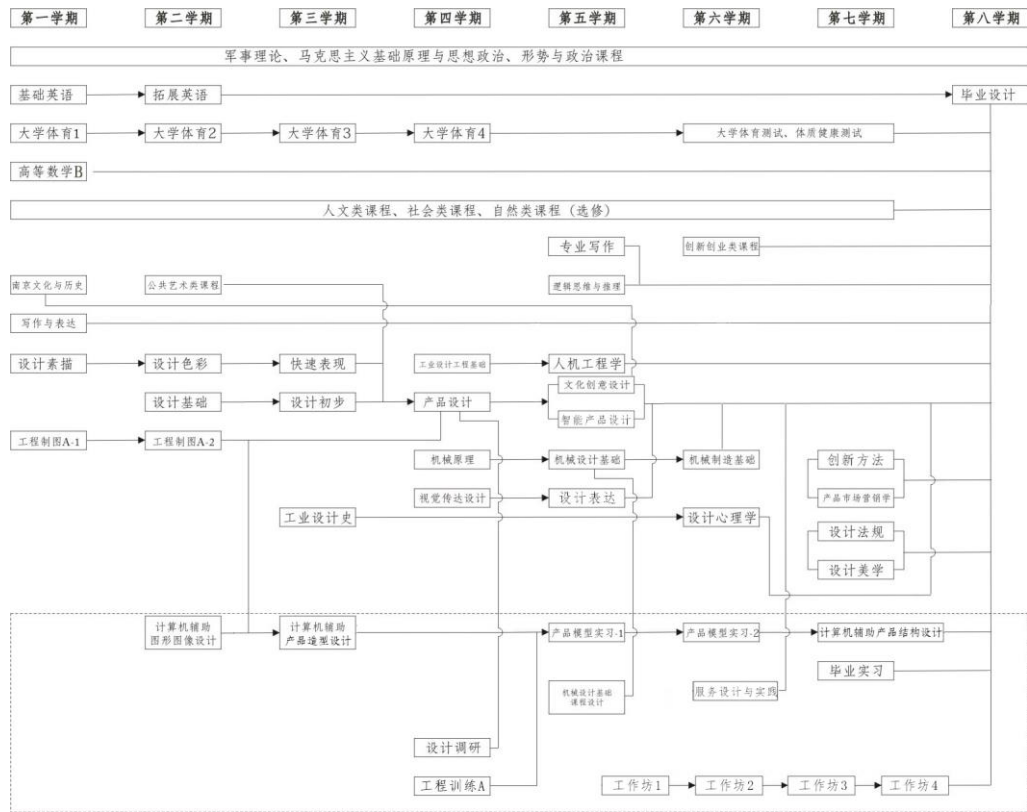 第一学期 第二学期 第三学期 第四学期 第五学期 第六学期 第七学期 第八学期
军事理论、马克思主义基础原理与思想政治、形势与政治课程
基础英语 拓展英语 毕业设计
大学体育1 大学体育2 大学体育3 大学体育4 大学体育测试、体质健康测试
高等数学B
人文类课程、社会类课程、自然类课程（选修）
专业写作 创新创业类课程
南京文化与历史 公共艺术类课程 逻辑思维与推理
写作与表达
设计素描 设计色彩 快速表现 工业设计工程基础 人机工程学
文化创意设计
设计基础 设计初步 产品设计
智能产品设计
工程制图A-1 工程制图A-2
机械原理 机械设计基础 机械制造基础 创新方法
视觉传达设计 设计表达 产品市场营销学
工业设计史 设计心理学 设计法规
设计美学
计算机辅助
图形图像设计
计算机辅助
产品造型设计
产品模型实习-1 产品模型实习-2 计算机辅助产品结构设计
毕业实习
机械设计基础
课程设计
服务设计与实践
设计调研
工程训练A 工作坊1 工作坊2 工作坊3 工作坊4